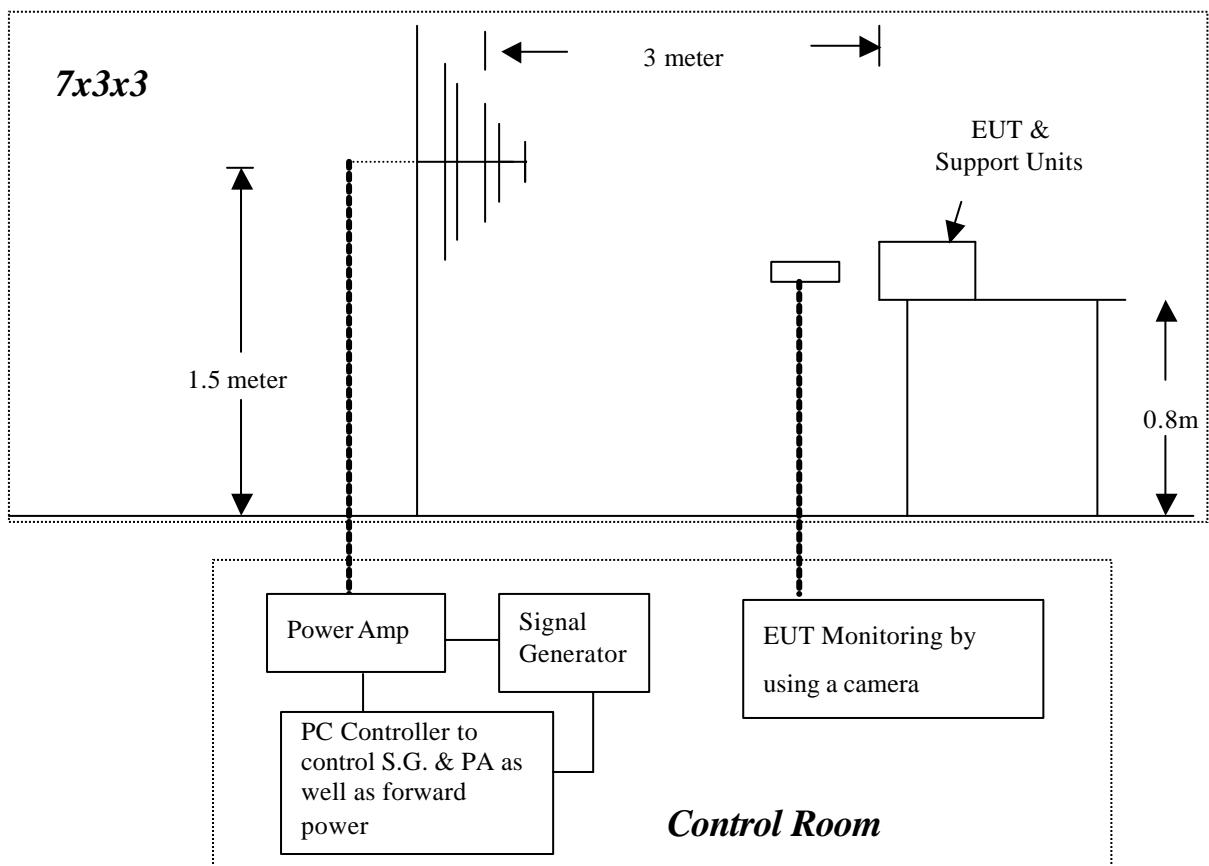 7x3x3
3 meter
EUT &
Support Units
1.5 meter
0.8m
Power Amp
Signal
Generator
EUT Monitoring by
using a camera
PC Controller to
control S.G. & PA as
well as forward
power
Control Room